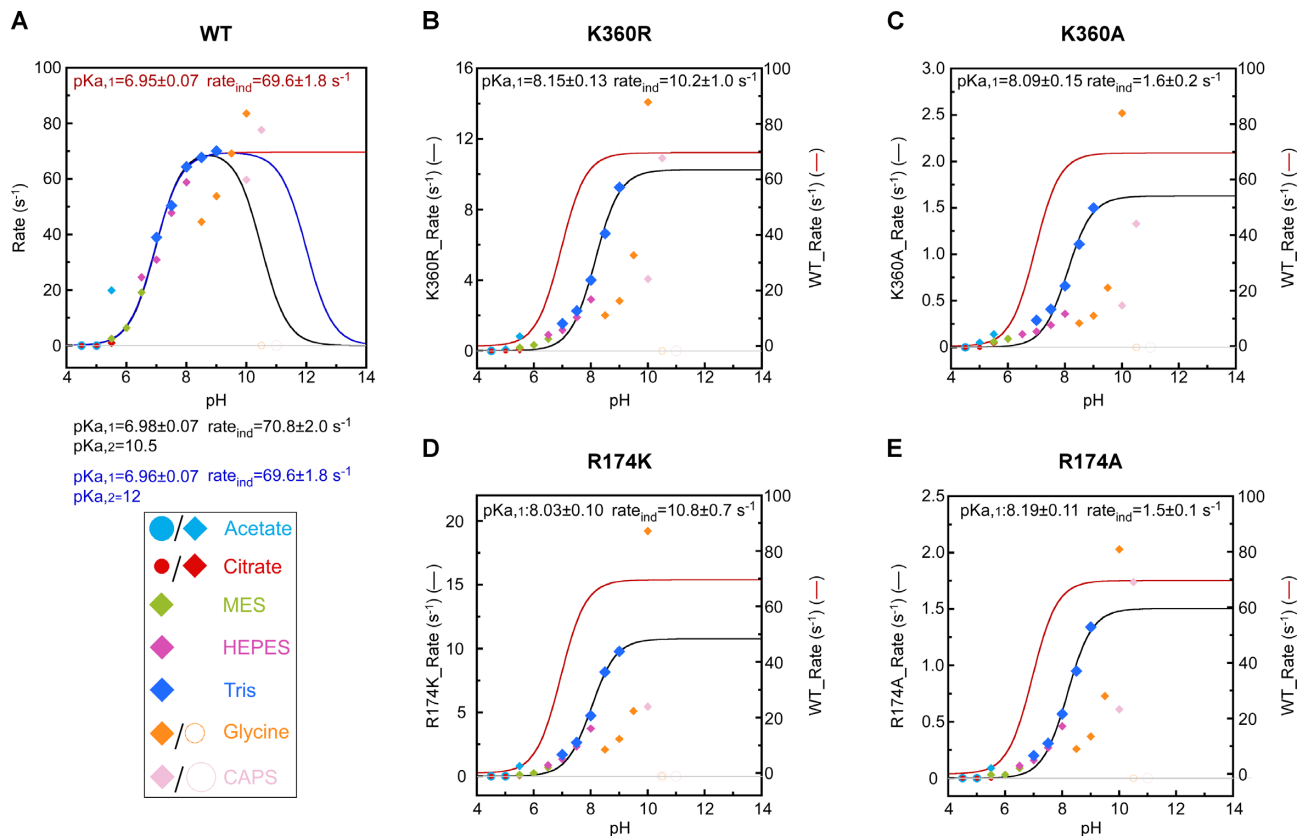 A
WT
pKa,1=6.95±0.07 rateind=69.6±1.8 s-1
100
80
60
40
20
0
Rate (s-1)
4 6 8 10 12 14
pH
pKa,1=6.98±0.07 rateind=70.8±2.0 s-1
pKa,2=10.5
pKa,1=6.96±0.07 rateind=69.6±1.8 s-1
pKa,2=12
/ Acetate
/ Citrate
MES
HEPES
Tris
/ Glycine
/ CAPS
B
K360R
pKa,1=8.15±0.13 rateind=10.2±1.0 s-1
16
12
8
4
0
K360R_Rate (s-1) (—)
100
80
60
40
20
0
WT_Rate (s-1) (—)
4 6 8 10 12 14
pH
C
K360A
pKa,1=8.09±0.15 rateind=1.6±0.2 s-1
3.0
2.5
2.0
1.5
1.0
0.5
0
K360A_Rate (s-1) (—)
100
80
60
40
20
0
WT_Rate (s-1) (—)
4 6 8 10 12 14
pH
D
R174K
pKa,1:8.03±0.10 rateind=10.8±0.7 s-1
20
15
10
5
0
R174K_Rate (s-1) (—)
100
80
60
40
20
0
WT_Rate (s-1) (—)
4 6 8 10 12 14
pH
E
R174A
pKa,1:8.19±0.11 rateind=1.5±0.1 s-1
2.5
2.0
1.5
1.0
0.5
0
R174A_Rate (s-1) (—)
100
80
60
40
20
0
WT_Rate (s-1) (—)
4 6 8 10 12 14
pH